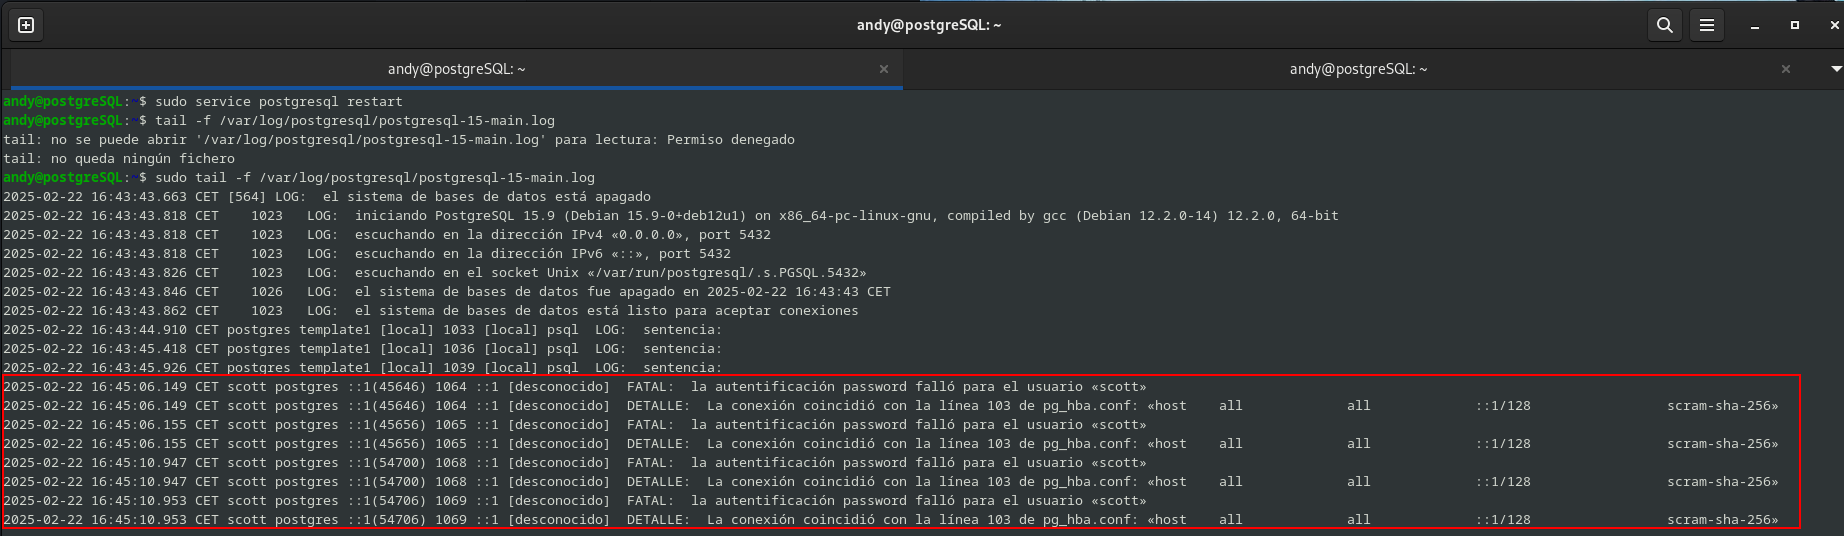 andy@postgreSQL: ~
andy@postgreSQL: ~
andy@postgreSQL: ~
andy@postgreSQL:~$ sudo service postgresql restart
andy@postgreSQL:~$ tail -f /var/log/postgresql/postgresql-15-main.log
tail: no se puede abrir '/var/log/postgresql/postgresql-15-main.log' para lectura: Permiso denegado
tail: no queda ningún fichero
andy@postgreSQL:~$ sudo tail -f /var/log/postgresql/postgresql-15-main.log
2025-02-22 16:43:43.663 CET [564] LOG:  el sistema de bases de datos está apagado
2025-02-22 16:43:43.818 CET    1023   LOG:  iniciando PostgreSQL 15.9 (Debian 15.9-0+deb12u1) on x86_64-pc-linux-gnu, compiled by gcc (Debian 12.2.0-14) 12.2.0, 64-bit
2025-02-22 16:43:43.818 CET    1023   LOG:  escuchando en la dirección IPv4 «0.0.0.0», port 5432
2025-02-22 16:43:43.818 CET    1023   LOG:  escuchando en la dirección IPv6 «::», port 5432
2025-02-22 16:43:43.826 CET    1023   LOG:  escuchando en el socket Unix «/var/run/postgresql/.s.PGSQL.5432»
2025-02-22 16:43:43.846 CET    1026   LOG:  el sistema de bases de datos fue apagado en 2025-02-22 16:43:43 CET
2025-02-22 16:43:43.862 CET    1023   LOG:  el sistema de bases de datos está listo para aceptar conexiones
2025-02-22 16:43:44.910 CET postgres template1 [local] 1033 [local] psql  LOG:  sentencia:
2025-02-22 16:43:45.418 CET postgres template1 [local] 1036 [local] psql  LOG:  sentencia:
2025-02-22 16:43:45.926 CET postgres template1 [local] 1039 [local] psql  LOG:  sentencia:
2025-02-22 16:45:06.149 CET scott postgres ::1(45646) 1064 ::1 [desconocido]  FATAL:  la autentificación password falló para el usuario «scott»
2025-02-22 16:45:06.149 CET scott postgres ::1(45646) 1064 ::1 [desconocido]  DETALLE:  La conexión coincidió con la línea 103 de pg_hba.conf: «host    all             all             ::1/128                 scram-sha-256»
2025-02-22 16:45:06.155 CET scott postgres ::1(45656) 1065 ::1 [desconocido]  FATAL:  la autentificación password falló para el usuario «scott»
2025-02-22 16:45:06.155 CET scott postgres ::1(45656) 1065 ::1 [desconocido]  DETALLE:  La conexión coincidió con la línea 103 de pg_hba.conf: «host    all             all             ::1/128                 scram-sha-256»
2025-02-22 16:45:10.947 CET scott postgres ::1(54700) 1068 ::1 [desconocido]  FATAL:  la autentificación password falló para el usuario «scott»
2025-02-22 16:45:10.947 CET scott postgres ::1(54700) 1068 ::1 [desconocido]  DETALLE:  La conexión coincidió con la línea 103 de pg_hba.conf: «host    all             all             ::1/128                 scram-sha-256»
2025-02-22 16:45:10.953 CET scott postgres ::1(54706) 1069 ::1 [desconocido]  FATAL:  la autentificación password falló para el usuario «scott»
2025-02-22 16:45:10.953 CET scott postgres ::1(54706) 1069 ::1 [desconocido]  DETALLE:  La conexión coincidió con la línea 103 de pg_hba.conf: «host    all             all             ::1/128                 scram-sha-256»